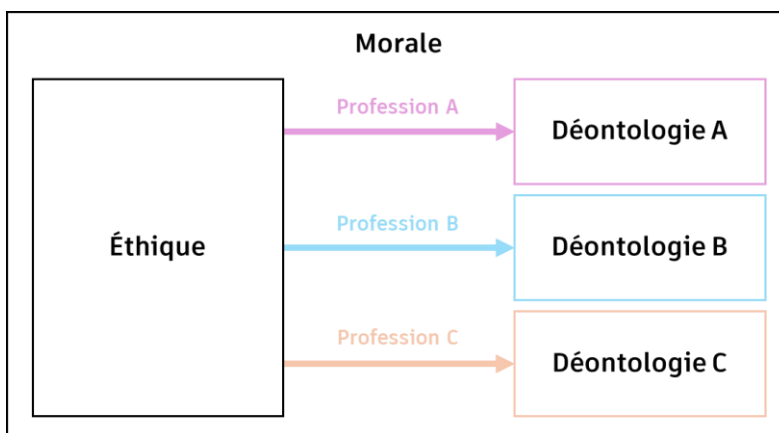 Morale
Éthique
Profession A
Déontologie A
Profession B
Déontologie B
Profession C
Déontologie C